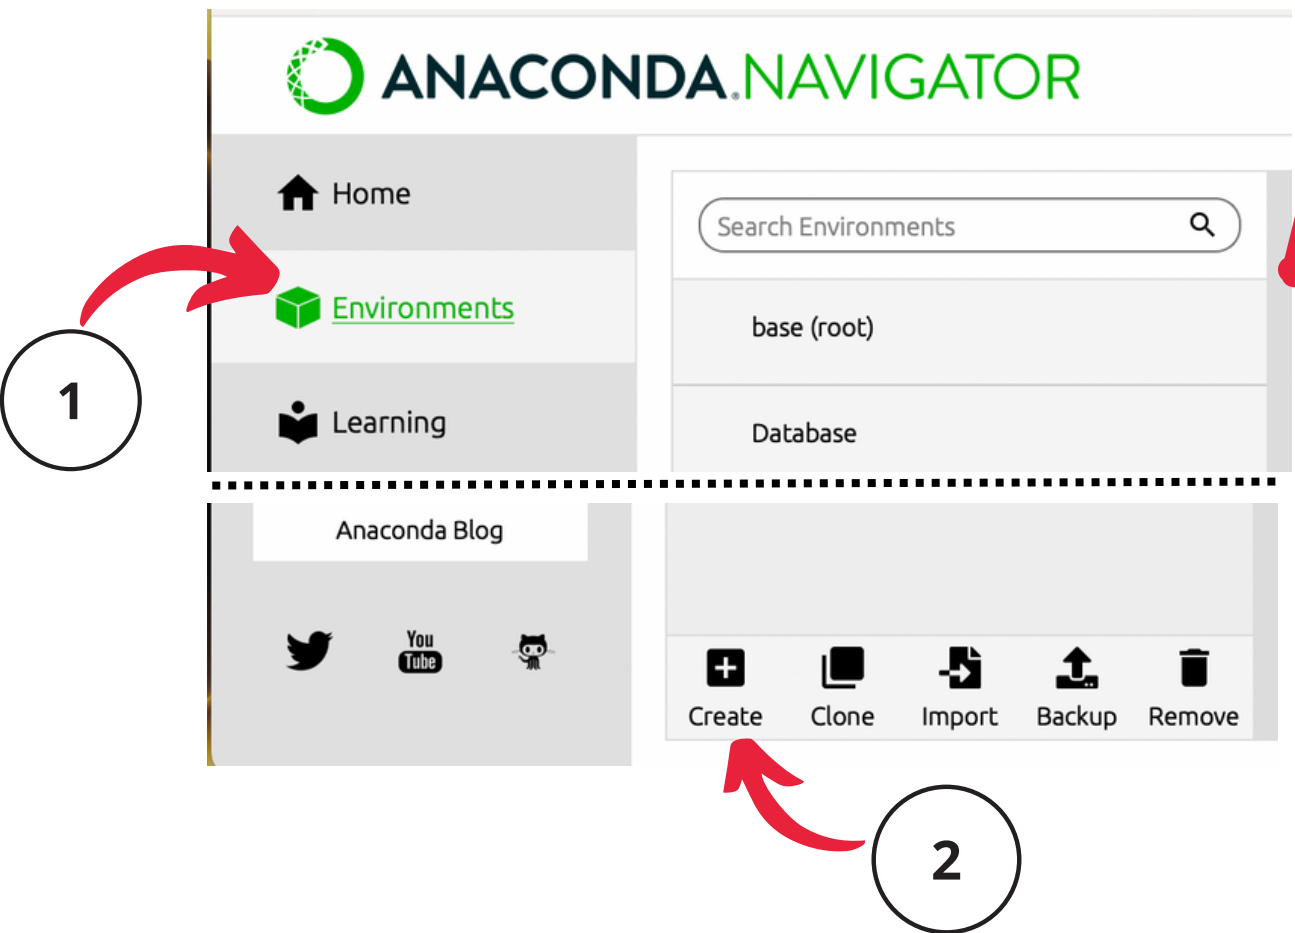 ANACONDA.NAVIGATOR
Home
Search Environments
Environments
base (root)
1
Learning
Database
Anaconda Blog
You
Tube
Create Clone Import Backup Remove
2